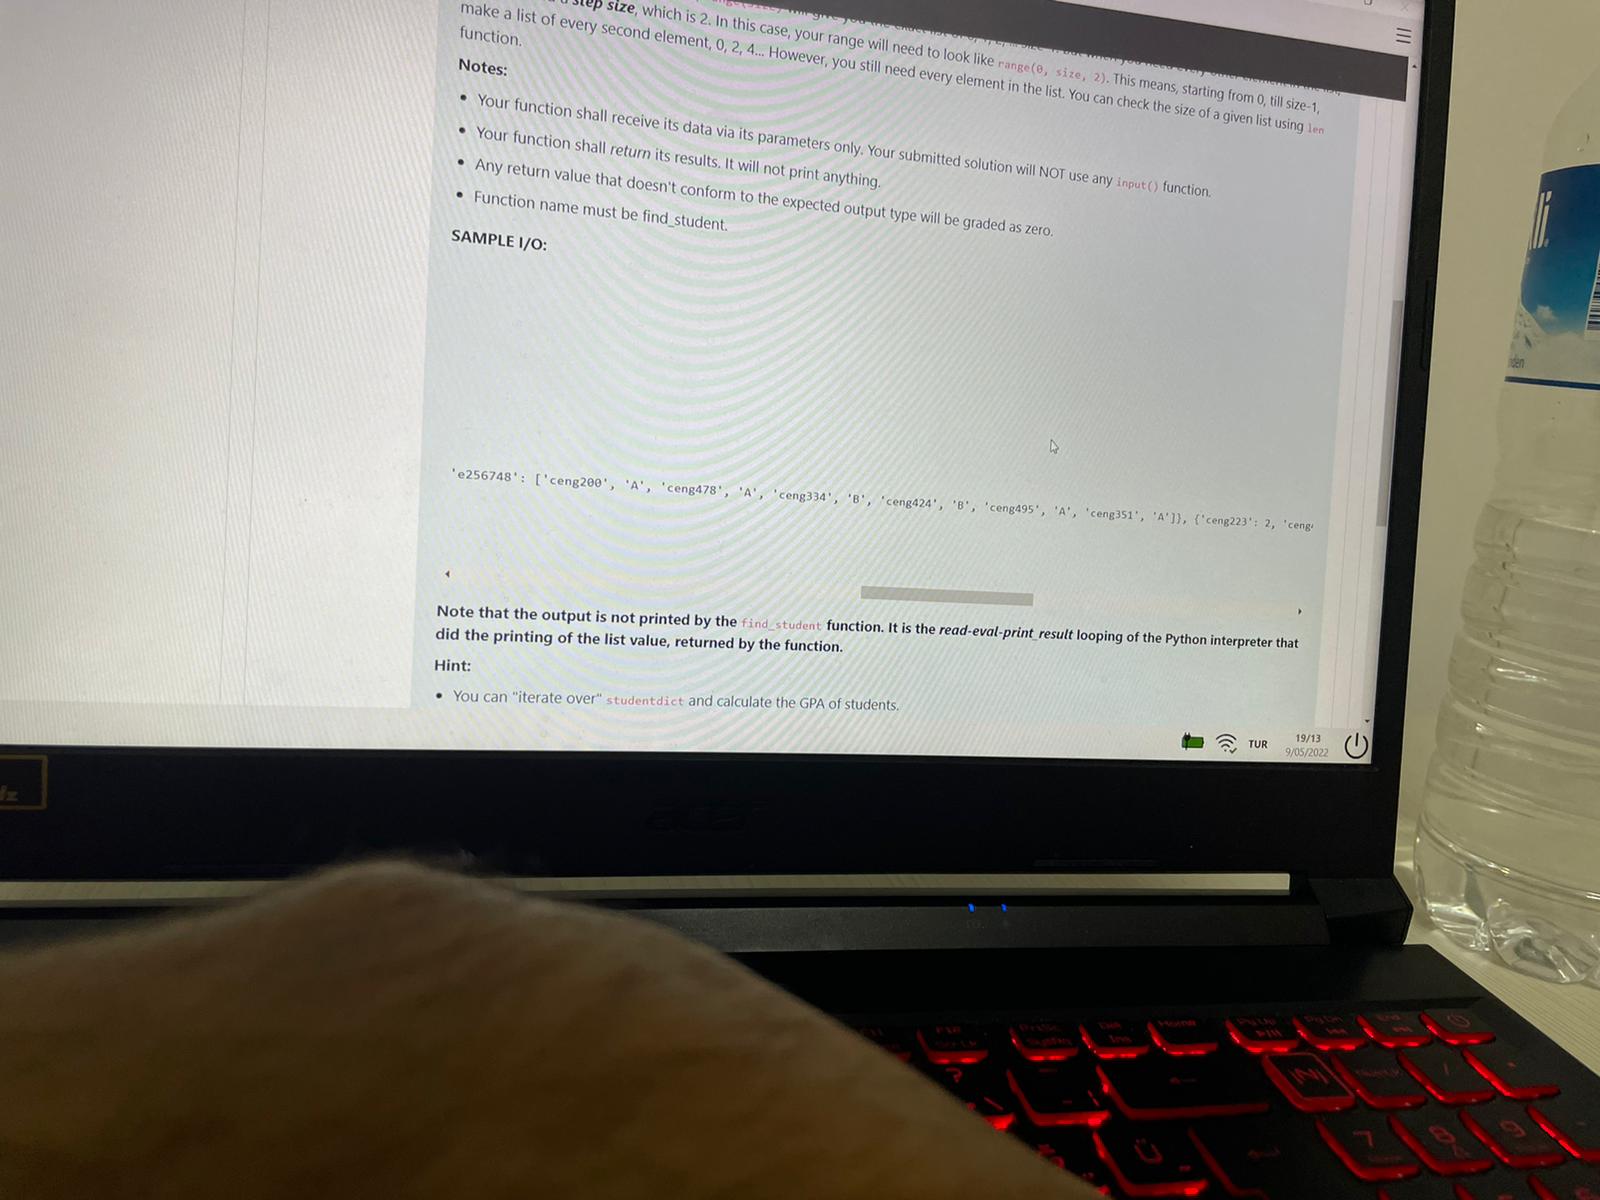 step size, which is 2. In this case, your range will need to look like range(0, size, 2). This means, starting from 0, till size-1,
make a list of every second element, 0, 2, 4... However, you still need every element in the list. You can check the size of a given list using len
function.
Notes:
• Your function shall receive its data via its parameters only. Your submitted solution will NOT use any input() function.
• Your function shall return its results. It will not print anything.
• Any return value that doesn't conform to the expected output type will be graded as zero.
• Function name must be find_student.
SAMPLE I/O:
'e256748': ['ceng200', 'A', 'ceng478', 'A', 'ceng334', 'B', 'ceng424', 'B', 'ceng495', 'A', 'ceng351', 'A']}, {'ceng223': 2, 'ceng
Note that the output is not printed by the find_student function. It is the read-eval-print_result looping of the Python interpreter that
did the printing of the list value, returned by the function.
Hint:
• You can "iterate over" studentdict and calculate the GPA of students.
TUR
19/13
9/05/2022
acer
Home
Ins
7
8
9
Ü
?